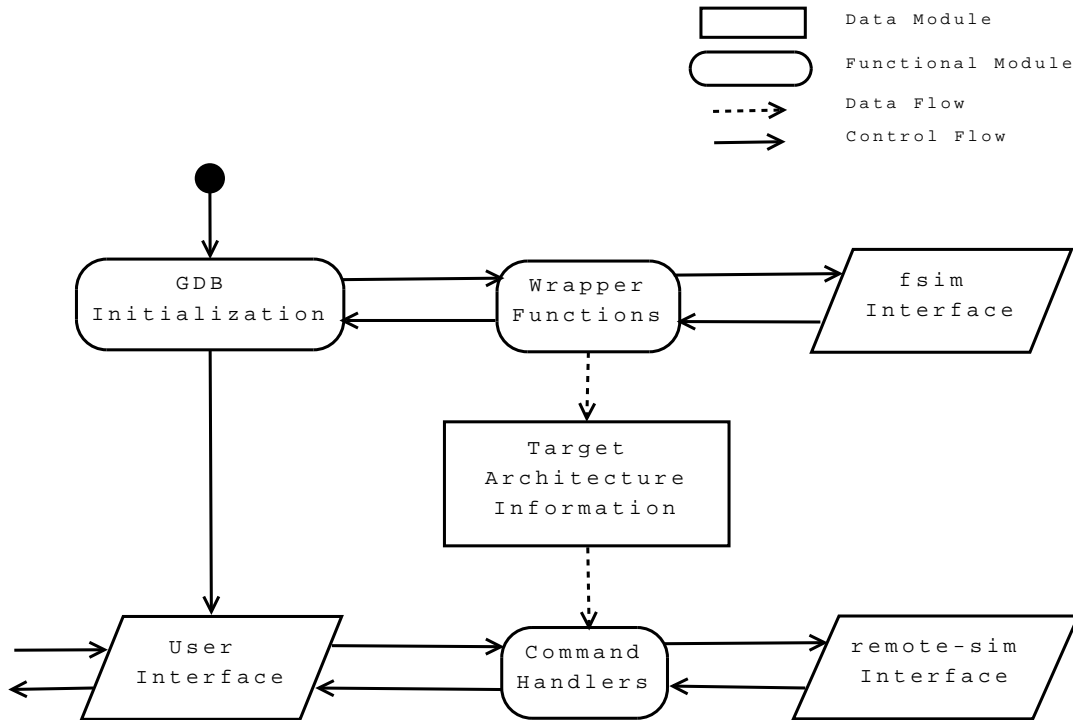 Data Module
Functional Module
Data Flow
Control Flow
GDB
Initialization
Wrapper
Functions
fsim
Interface
Target
Architecture
Information
User
Interface
Command
Handlers
remote-sim
Interface